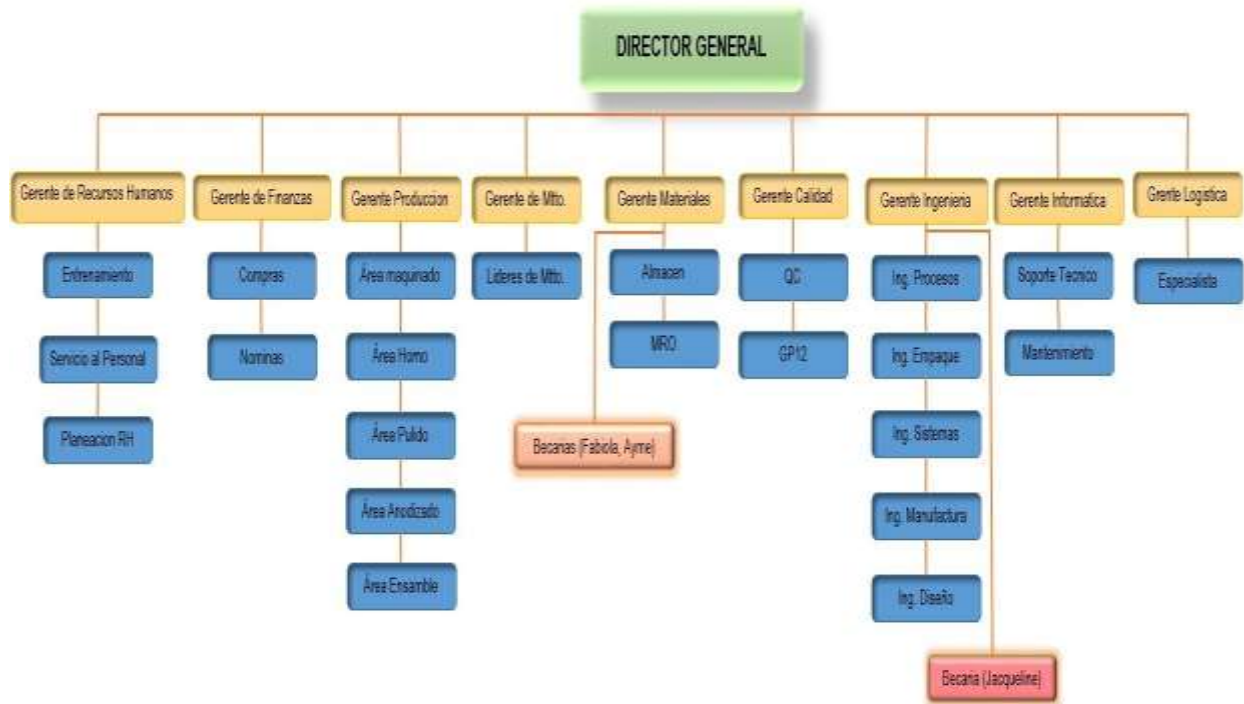 DIRECTOR GENERAL
Gerente de Recursos Humanos
Gerente de Finanzas
Gerente Produccion
Gerente de Mtto.
Gerente Materiales
Gerente Calidad
Gerente Ingenieria
Gerente Informatica
Grente Logistica
Entrenamiento
Compras
Área maquinado
Lideres de Mtto.
Almacen
QC
Ing. Procesos
Soporte Tecnico
Especialista
Servicio al Personal
Nominas
Área Horno
MRO
GP12
Ing. Empaque
Mantenimiento
Planeacion RH
Área Pulido
Becarias (Fabiola, Ayme)
Ing. Sistemas
Área Anodizado
Ing. Manufactura
Área Ensamble
Ing. Diseño
Becaria (Jacqueline)